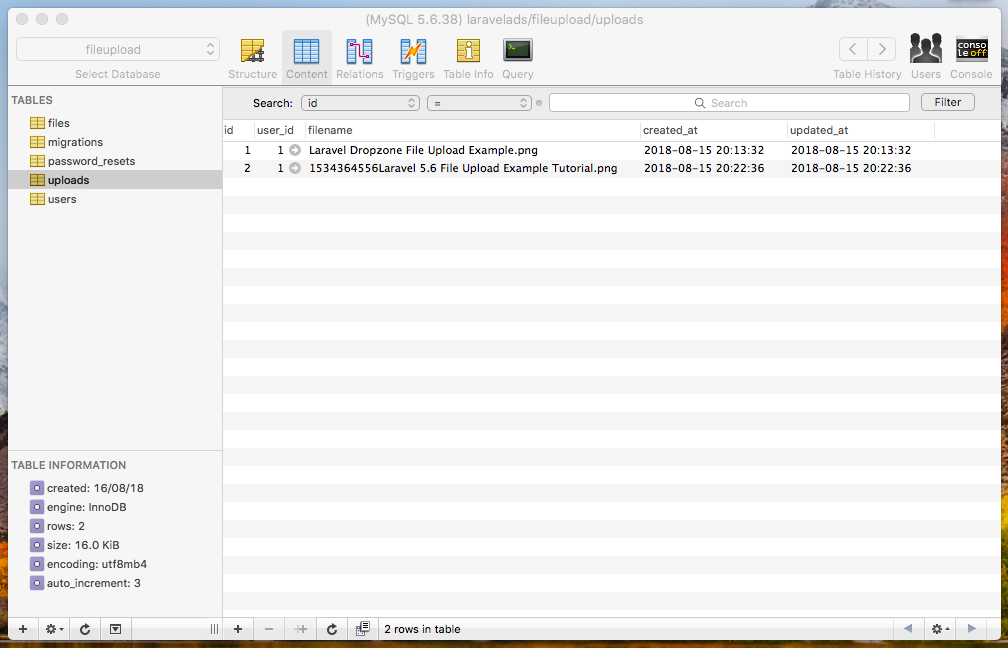 (MySQL 5.6.38) laravelads/fileupload/uploads
fileupload
Select Database
Structure
Content
Relations
Triggers
Table Info
Query
Table History
Users
conso
le off
Console
TABLES
files
migrations
password_resets
uploads
users
Search: id = Search Filter
id user_id filename created_at updated_at
1 1 Laravel Dropzone File Upload Example.png 2018-08-15 20:13:32 2018-08-15 20:13:32
2 1 1534364556Laravel 5.6 File Upload Example Tutorial.png 2018-08-15 20:22:36 2018-08-15 20:22:36
TABLE INFORMATION
created: 16/08/18
engine: InnoDB
rows: 2
size: 16.0 KiB
encoding: utf8mb4
auto_increment: 3
2 rows in table